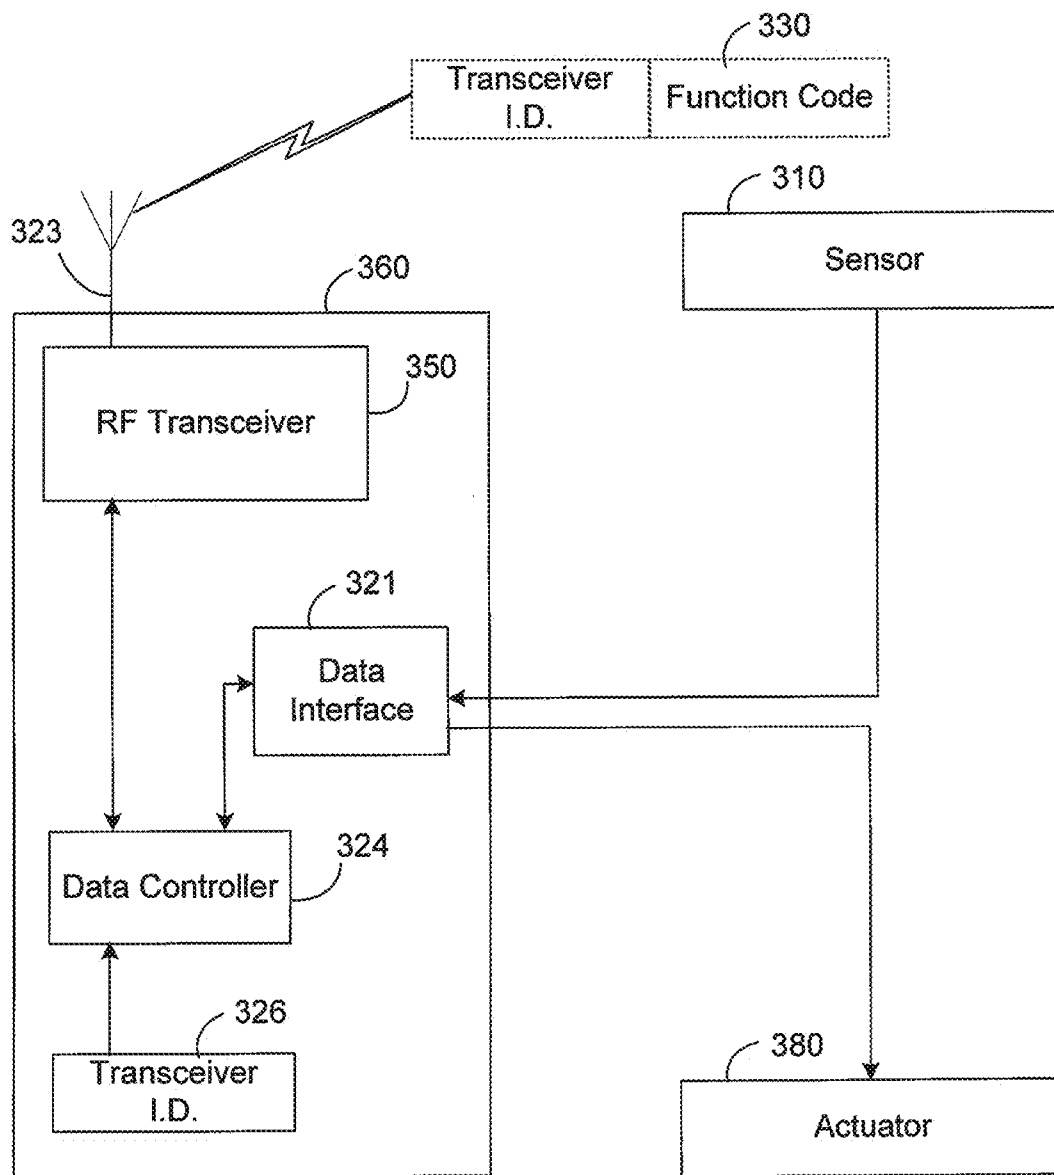 330
Transceiver
I.D.
Function Code
310
Sensor
323
360
350
RF Transceiver
321
Data
Interface
324
Data Controller
326
Transceiver
I.D.
380
Actuator